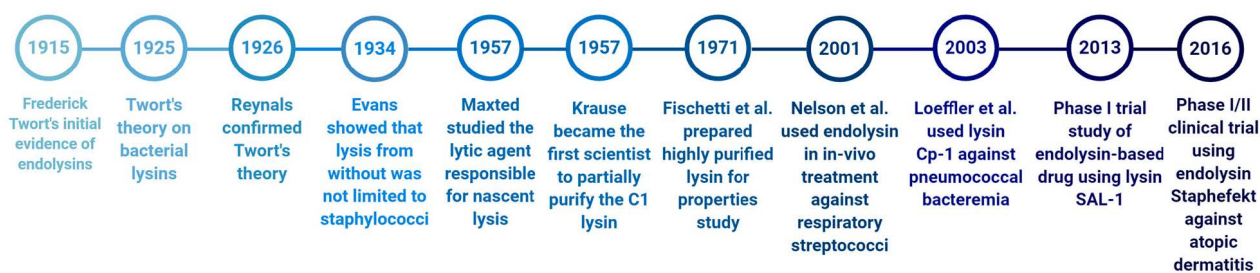 1915
1925
1926
1934
1957
1957
1971
2001
2003
2013
2016
Frederick
Twort's initial
evidence of
endolysins
Twort's
theory on
bacterial
lysins
Reynals
confirmed
Twort's
theory
Evans
showed that
lysis from
without was
not limited to
staphylococci
Maxted
studied the
lytic agent
responsible
for nascent
lysis
Krause
became the
first scientist
to partially
purify the C1
lysin
Fischetti et al.
prepared
highly purified
lysin for
properties
study
Nelson et al.
used endolysin
in in-vivo
treatment
against
respiratory
streptococci
Loeffler et al.
used lysin
Cp-1 against
pneumococcal
bacteremia
Phase I trial
study of
endolysin-based
drug using lysin
SAL-1
Phase I/II
clinical trial
using
endolysin
Staphefekt
against
atopic
dermatitis